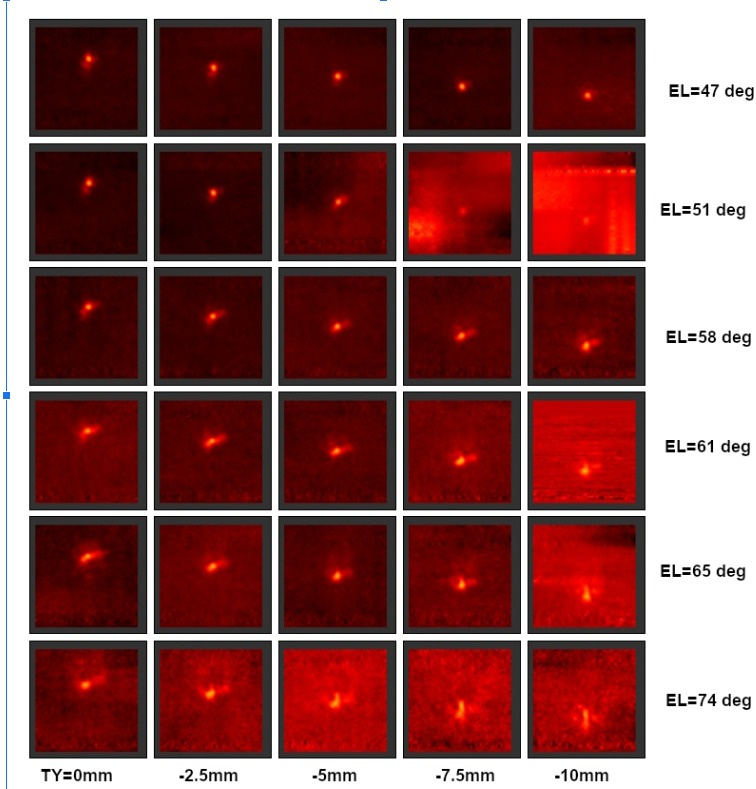 EL=47 deg
EL=51 deg
EL=58 deg
EL=61 deg
EL=65 deg
EL=74 deg
TY=0mm -2.5mm -5mm -7.5mm -10mm